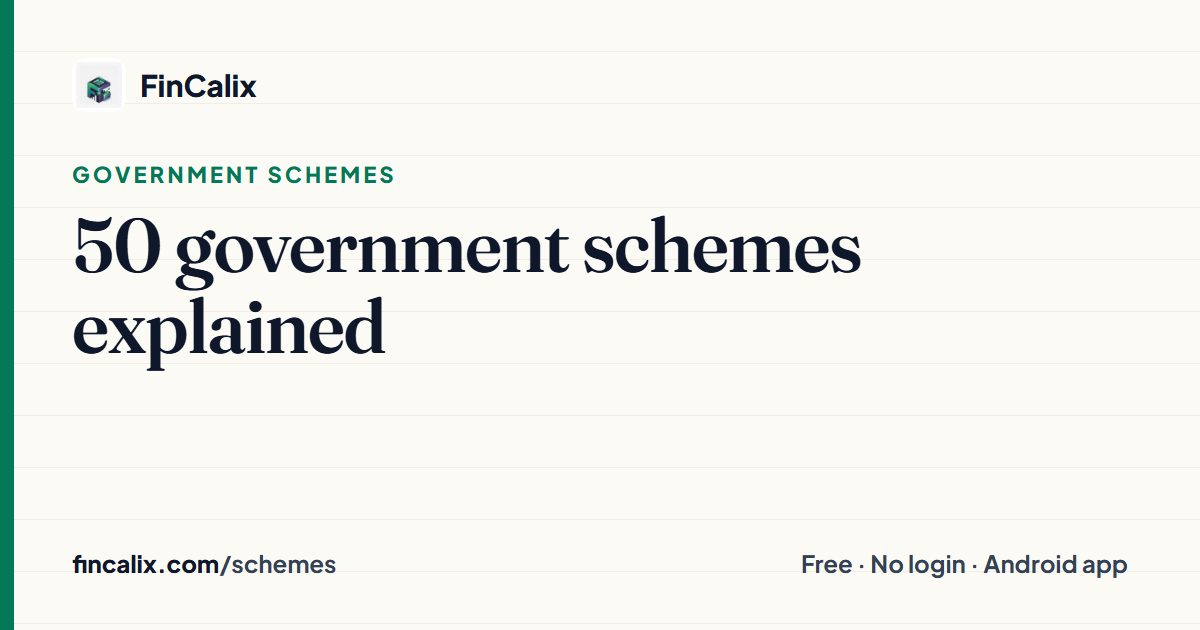 FinCalix
GOVERNMENT SCHEMES
50 government schemes
explained
fincalix.com/schemes
Free · No login · Android app